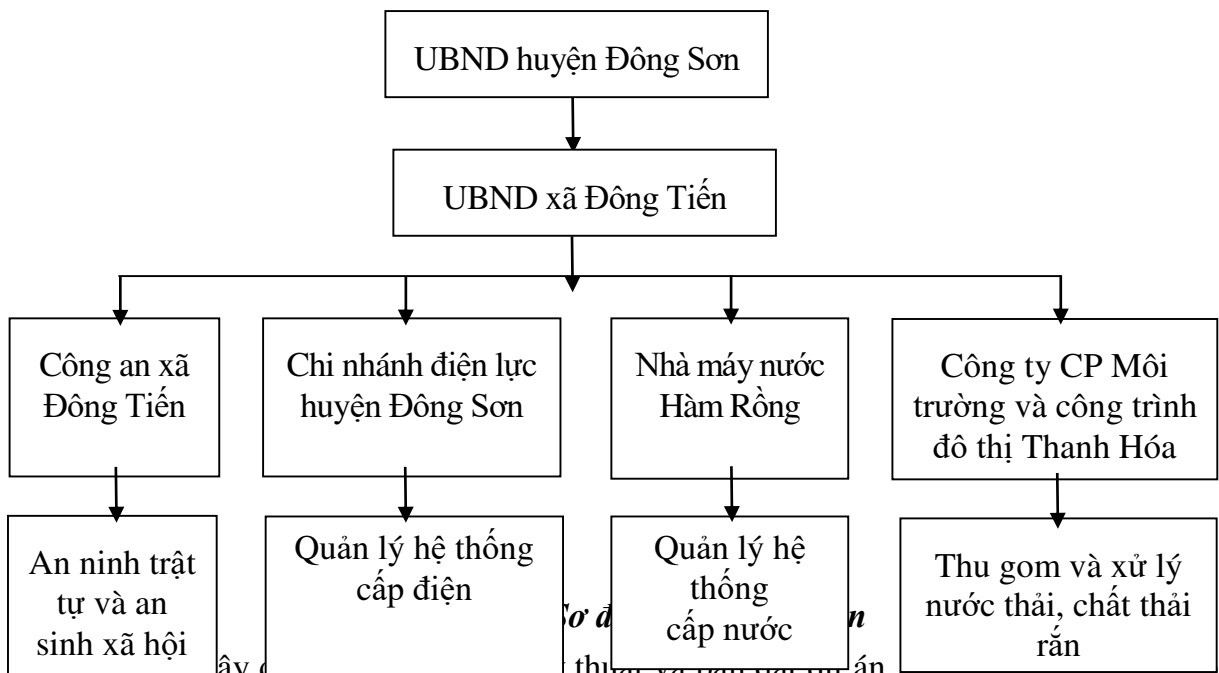 UBND huyện Đông Sơn
UBND xã Đông Tiến
Công an xã
Đông Tiến
Chi nhánh điện lực
huyện Đông Sơn
Nhà máy nước
Hàm Rồng
Công ty CP Môi
trường và công trình
đô thị Thanh Hóa
An ninh trật
tự và an
sinh xã hội
Quản lý hệ thống
cấp điện
Quản lý hệ
thống
cấp nước
Thu gom và xử lý
nước thải, chất thải
rắn